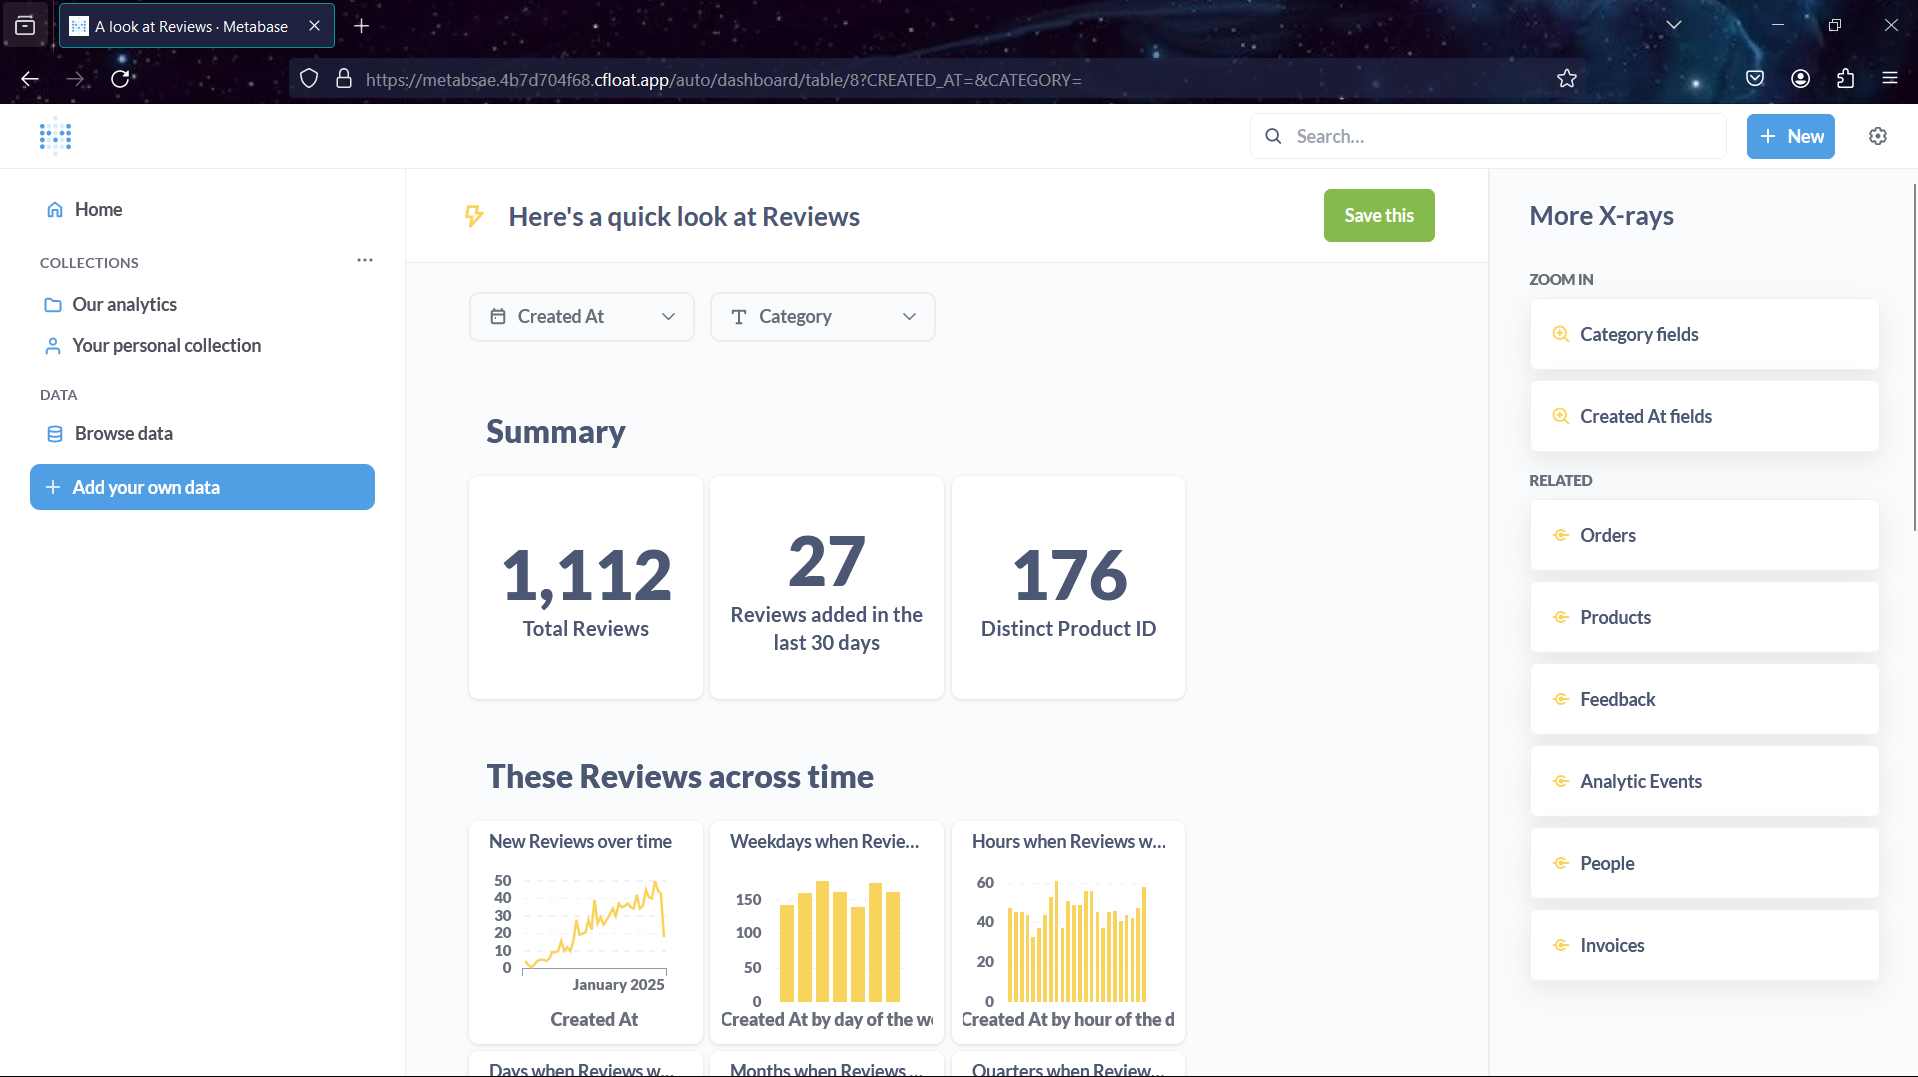 A look at Reviews · Metabase
https://metabsae.4b7d704f68.cfloat.app/auto/dashboard/table/8?CREATED_AT=&CATEGORY=
Search...
New
Home
COLLECTIONS
Our analytics
Your personal collection
DATA
Browse data
Add your own data
Here's a quick look at Reviews
Save this
Created At
Category
Summary
1,112
Total Reviews
27
Reviews added in the
last 30 days
176
Distinct Product ID
These Reviews across time
New Reviews over time
50
40
30
20
10
0
January 2025
Created At
Weekdays when Revie...
150
100
50
0
Created At by day of the we
Hours when Reviews w...
60
40
20
0
Created At by hour of the d
Days when Reviews w...
Months when Reviews ...
Quarters when Review...
More X-rays
ZOOM IN
Category fields
Created At fields
RELATED
Orders
Products
Feedback
Analytic Events
People
Invoices